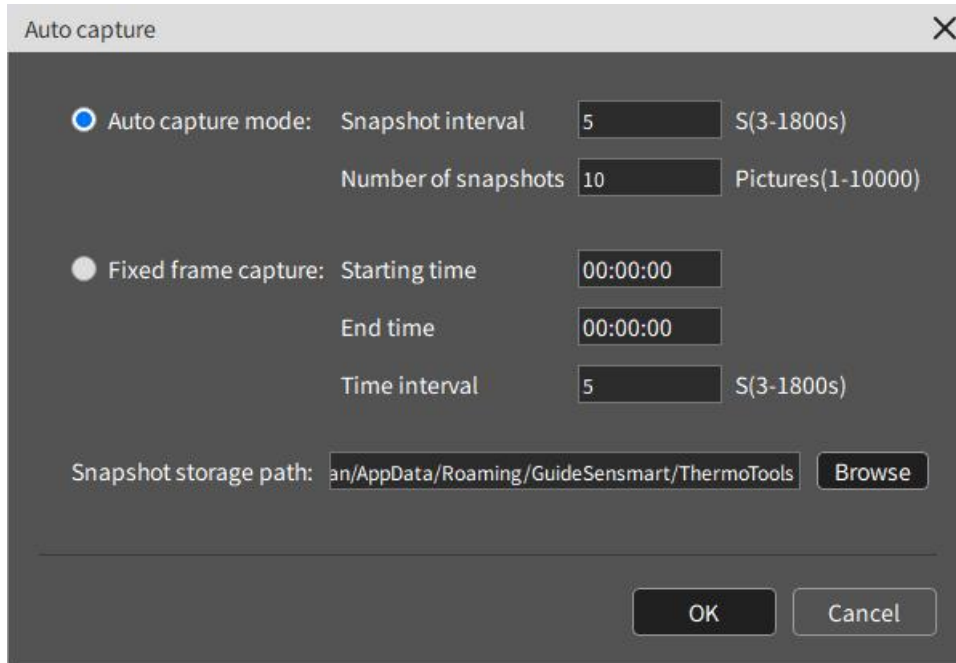 Auto capture
Auto capture mode: Snapshot interval 5 S(3-1800s)
Number of snapshots 10 Pictures(1-10000)
Fixed frame capture: Starting time 00:00:00
End time 00:00:00
Time interval 5 S(3-1800s)
Snapshot storage path: an/AppData/Roaming/GuideSensmart/ThermoTools Browse
OK Cancel